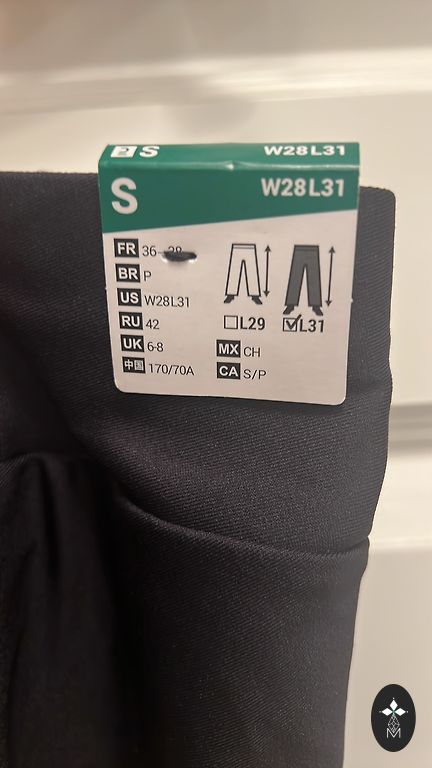 S W28L31
S W28L31
FR 36-38
BR P
US W28L31
RU 42
L29 L31
UK 6-8
MX CH
中国 170/70A
CA S/P
M